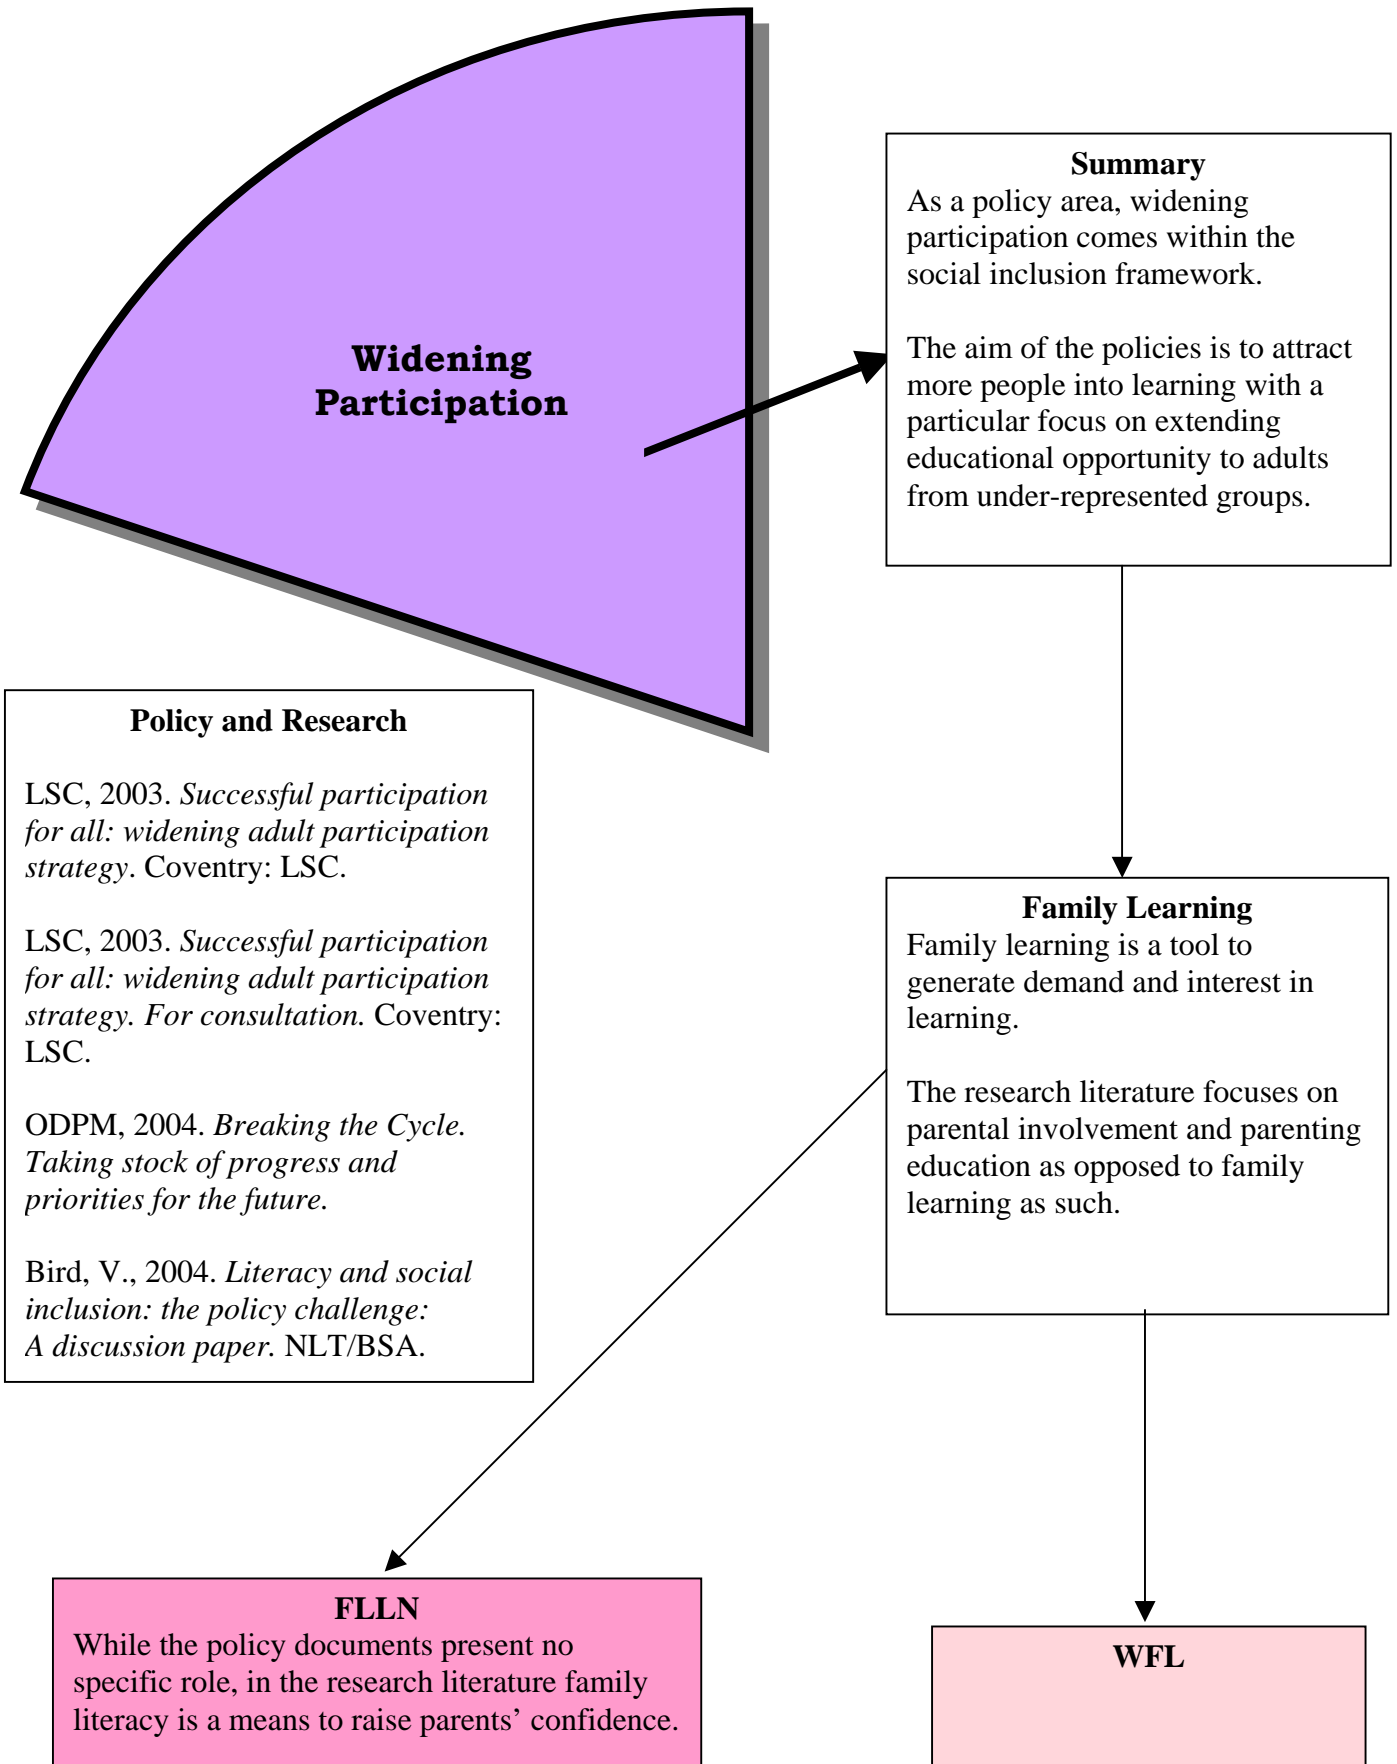 Widening
Participation
Summary
As a policy area, widening
participation comes within the
social inclusion framework.
The aim of the policies is to attract
more people into learning with a
particular focus on extending
educational opportunity to adults
from under-represented groups.
Policy and Research
LSC, 2003. Successful participation
for all: widening adult participation
strategy. Coventry: LSC.
LSC, 2003. Successful participation
for all: widening adult participation
strategy. For consultation. Coventry:
LSC.
ODPM, 2004. Breaking the Cycle.
Taking stock of progress and
priorities for the future.
Bird, V., 2004. Literacy and social
inclusion: the policy challenge:
A discussion paper. NLT/BSA.
Family Learning
Family learning is a tool to
generate demand and interest in
learning.
The research literature focuses on
parental involvement and parenting
education as opposed to family
learning as such.
FLLN
While the policy documents present no
specific role, in the research literature family
literacy is a means to raise parents’ confidence.
WFL